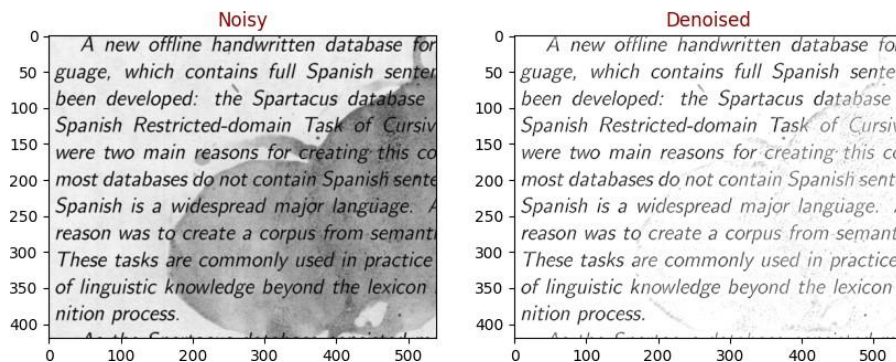 Noisy
Denoised
0
50
100
150
200
250
300
350
400
0 100 200 300 400 500
A new offline handwritten database for
guage, which contains full Spanish senten
been developed: the Spartacus database
Spanish Restricted-domain Task of Cursiv
were two main reasons for creating this co
most databases do not contain Spanish sente
Spanish is a widespread major language. A
reason was to create a corpus from semanti
These tasks are commonly used in practice
of linguistic knowledge beyond the lexicon
nition process.
0
50
100
150
200
250
300
350
400
0 100 200 300 400 500
A new offline handwritten database fo
guage, which contains full Spanish sente
been developed: the Spartacus database
Spanish Restricted-domain Task of Cursiv
were two main reasons for creating this co
most databases do not contain Spanish sent
Spanish is a widespread major language.
reason was to create a corpus from semant
These tasks are commonly used in practice
of linguistic knowledge beyond the lexicon
nition process.